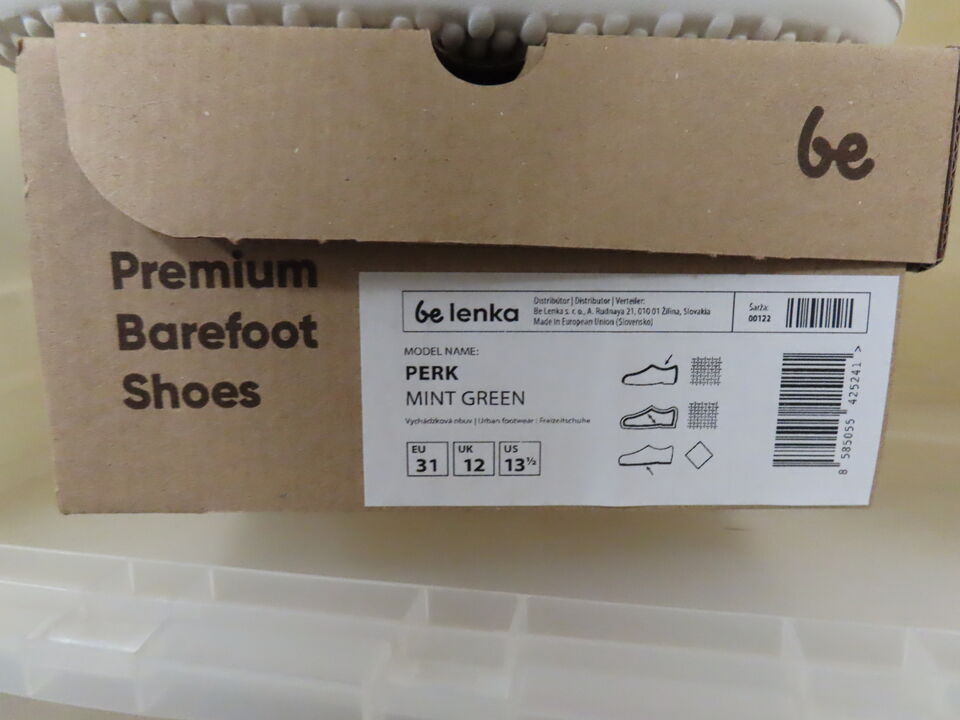 be
Premium
Barefoot
Shoes
be lenka
Distribútor | Distributor | Verteiler:
Be Lenka s. r. o., A. Rudnaya 21, 010 01 Žilina, Slovakia
Made in European Union (Slovensko)
Šarža:
00122
MODEL NAME:
PERK
MINT GREEN
Vychádzková obuv | Urban footwear : Freizeitschuhe
EU
31
UK
12
US
13½
8 585055 425241 >